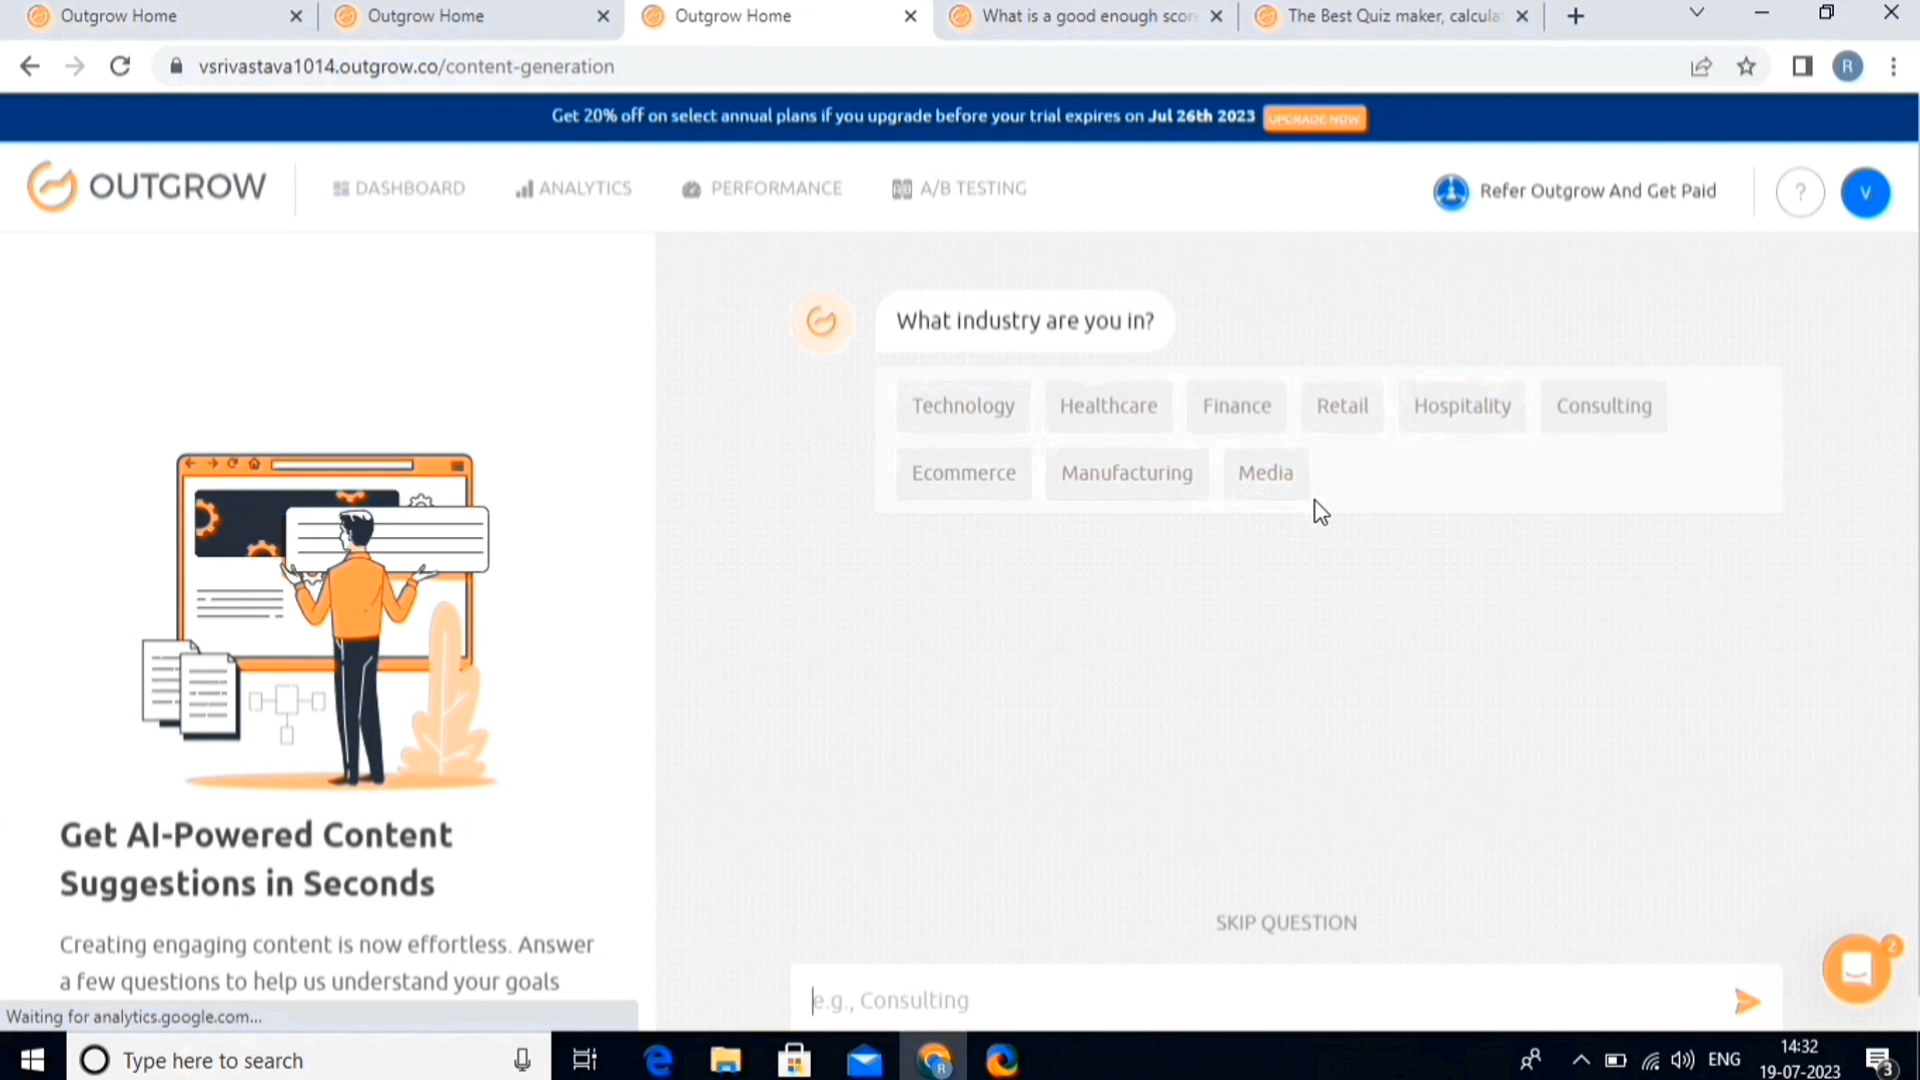 Outgrow Home
Outgrow Home
Outgrow Home
What is a good enough scor
The Best Quiz maker, calcula
vsrivastava1014.outgrow.co/content-generation
R
Get 20% off on select annual plans if you upgrade before your trial expires on Jul 26th 2023 UPGRADE NOW
OUTGROW
DASHBOARD
ANALYTICS
PERFORMANCE
A/B TESTING
Refer Outgrow And Get Paid
?
V
What industry are you in?
Technology Healthcare Finance Retail Hospitality Consulting
Ecommerce Manufacturing Media
Get AI-Powered Content
Suggestions in Seconds
Creating engaging content is now effortless. Answer
a few questions to help us understand your goals
SKIP QUESTION
e.g., Consulting
2
Waiting for analytics.google.com...
Type here to search
R
ENG
14:32
19-07-2023
3